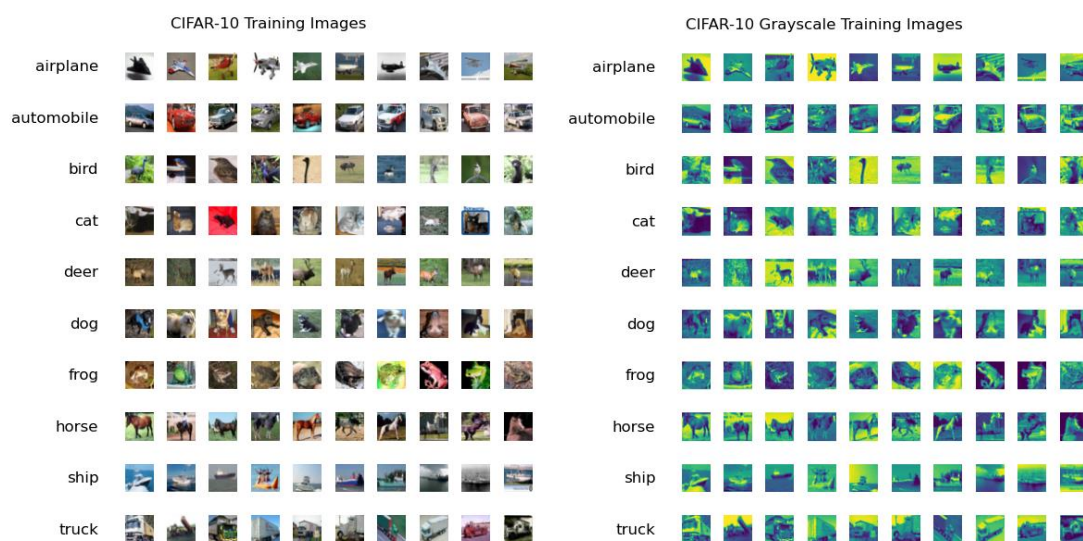 CIFAR-10 Training Images
airplane
automobile
bird
cat
deer
dog
frog
horse
ship
truck
CIFAR-10 Grayscale Training Images
airplane
automobile
bird
cat
deer
dog
frog
horse
ship
truck